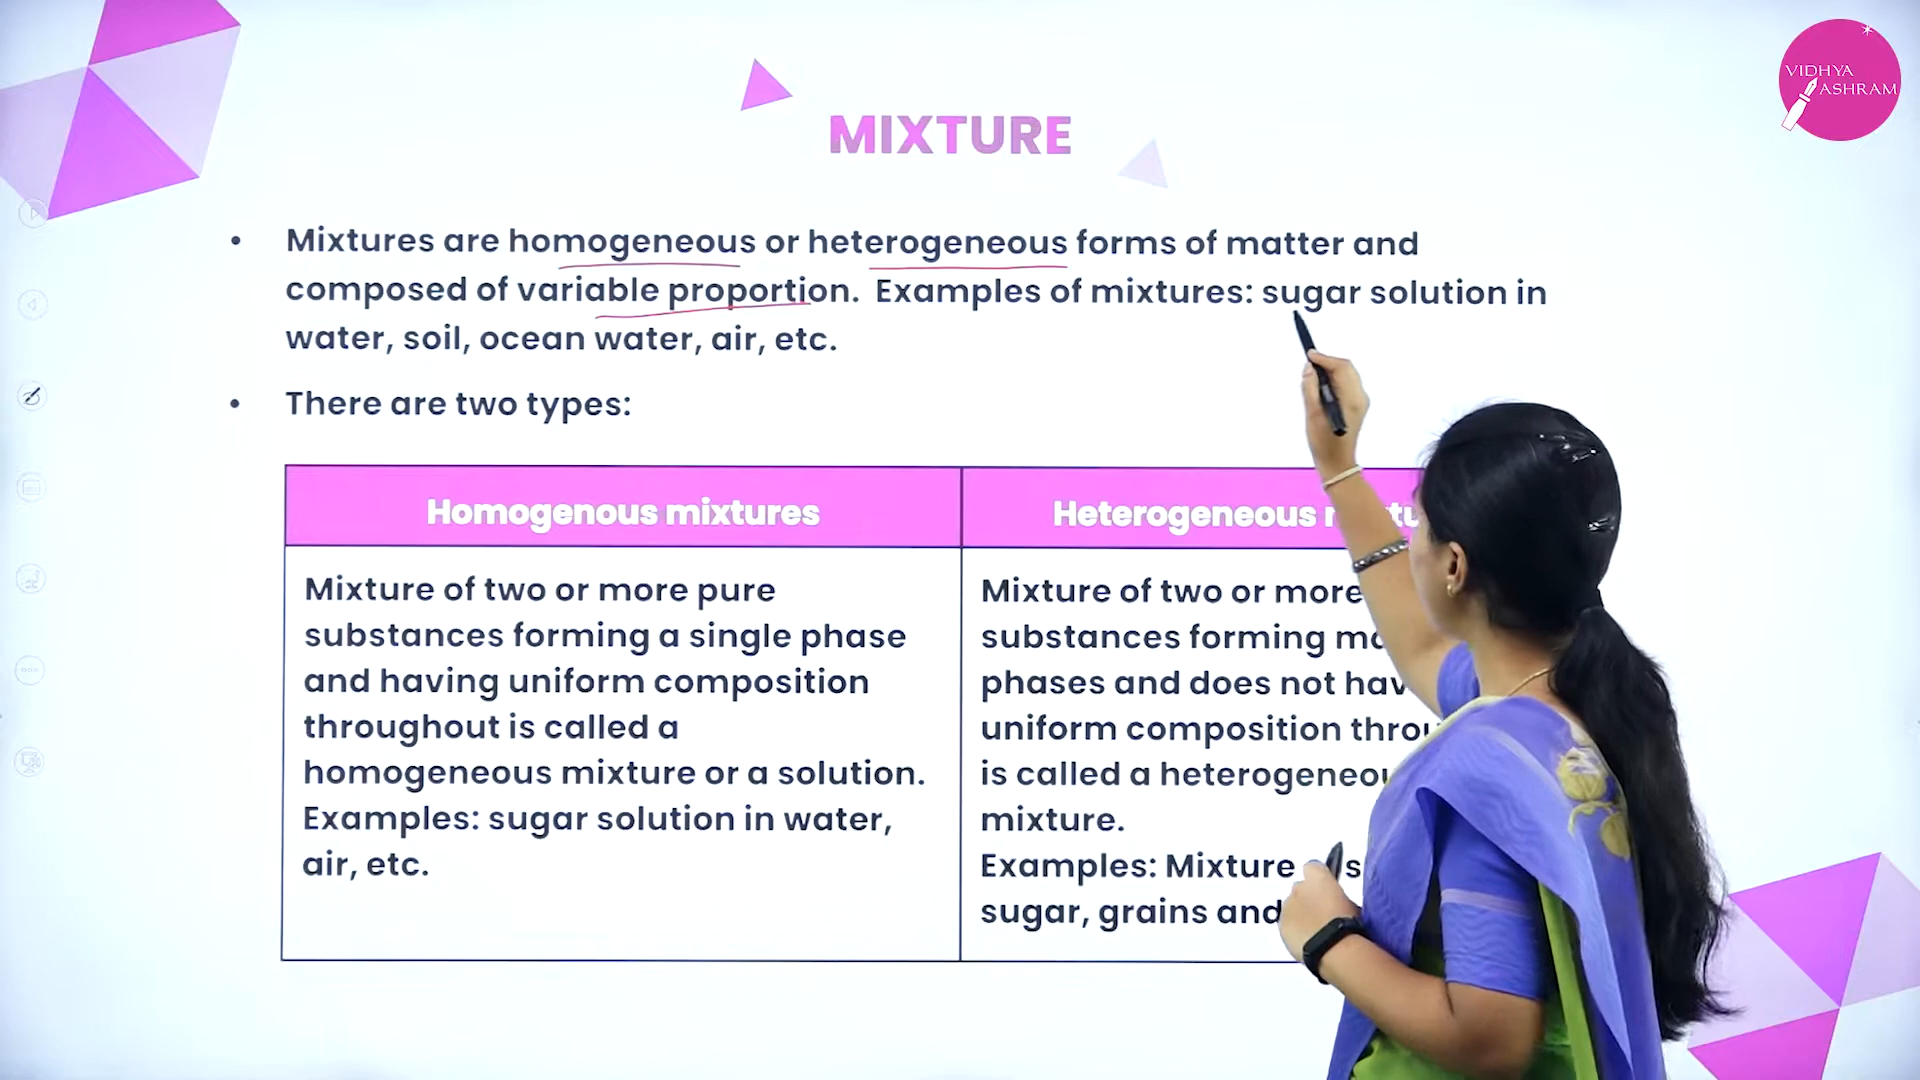 VIDHYA
ASHRAM
MIXTURE
• Mixtures are homogeneous or heterogeneous forms of matter and
composed of variable proportion. Examples of mixtures: sugar solution in
water, soil, ocean water, air, etc.
• There are two types:
Homogenous mixtures
Mixture of two or more pure
substances forming a single phase
and having uniform composition
throughout is called a
homogeneous mixture or a solution.
Examples: sugar solution in water,
air, etc.
Heterogeneous
Mixture of two or more
substances forming
phases and does not
uniform composition
is called a
mixture.
Examples: Mixture
sugar, grains and